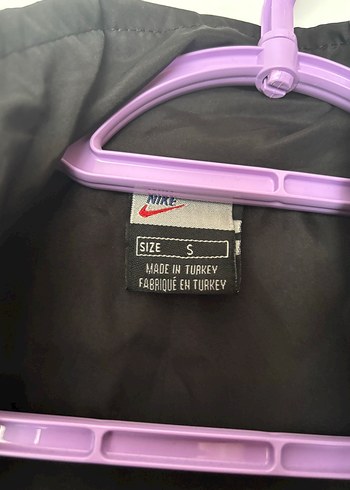 NIKE
SIZE S
MADE IN TURKEY
FABRIQUÉ EN TURKEY
L T